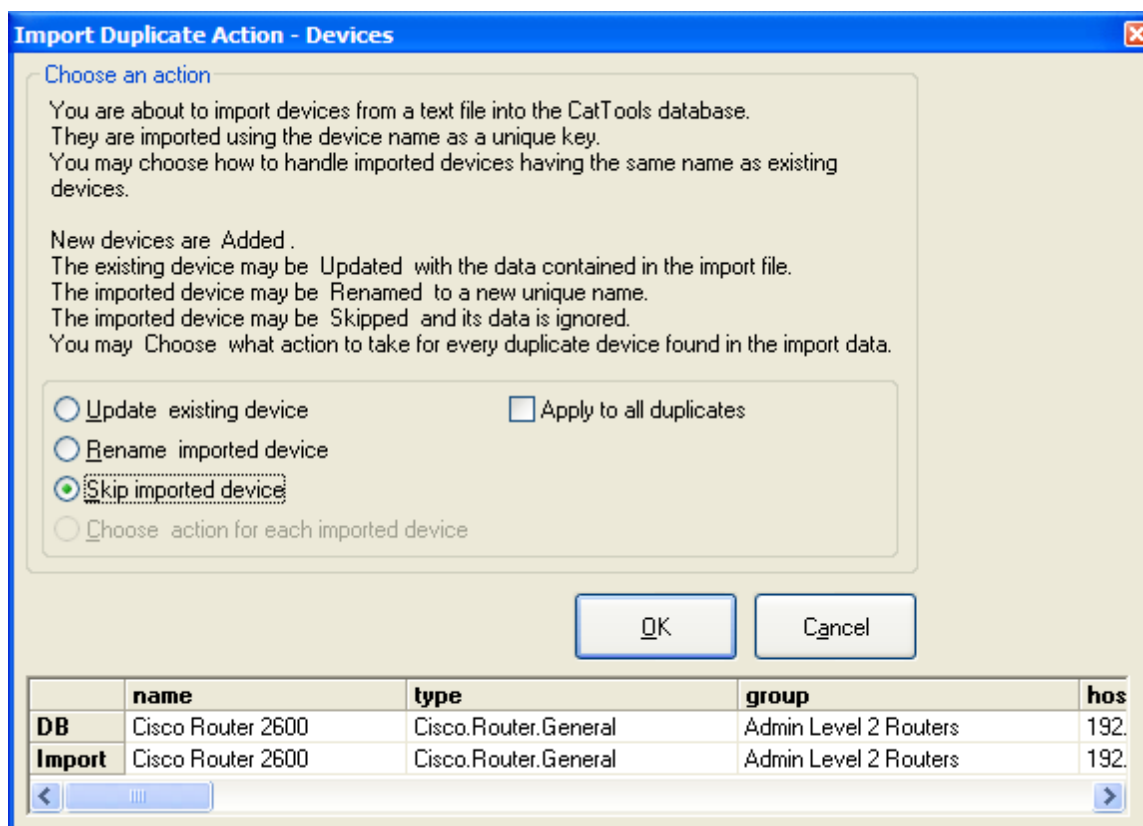 Import Duplicate Action - Devices
Choose an action
You are about to import devices from a text file into the CatTools database.
They are imported using the device name as a unique key.
You may choose how to handle imported devices having the same name as existing
devices.
New devices are Added .
The existing device may be Updated with the data contained in the import file.
The imported device may be Renamed to a new unique name.
The imported device may be Skipped and its data is ignored.
You may Choose what action to take for every duplicate device found in the import data.
Update existing device Apply to all duplicates
Rename imported device
Skip imported device
Choose action for each imported device
OK Cancel
name type group hos
DB Cisco Router 2600 Cisco.Router.General Admin Level 2 Routers 192.
Import Cisco Router 2600 Cisco.Router.General Admin Level 2 Routers 192.